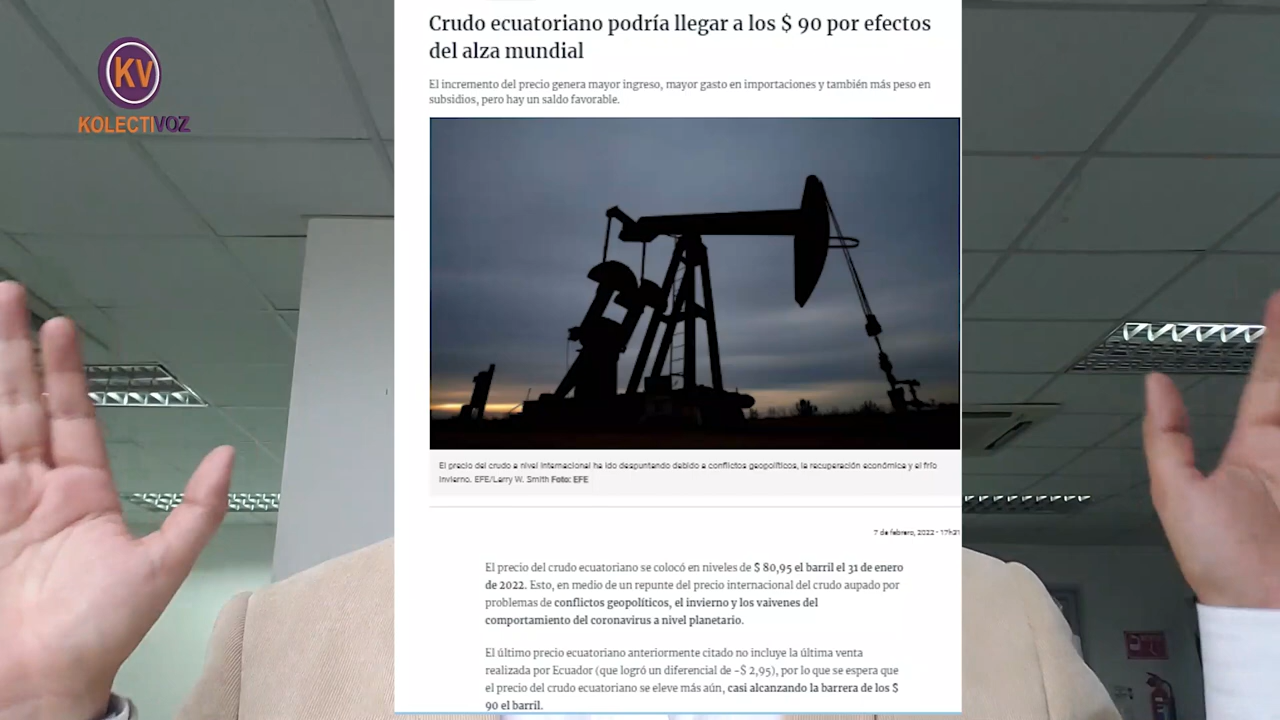 KV
KOLECTIVOZ
Crudo ecuatoriano podría llegar a los $ 90 por efectos
del alza mundial
El incremento del precio genera mayor ingreso, mayor gasto en importaciones y también más peso en
subsidios, pero hay un saldo favorable.
El precio del crudo a nivel internacional ha ido despuntando debido a conflictos geopolíticos, la recuperación económica y el frío
invierno. EFE/Larry W. Smith Foto: EFE
7 de febrero, 2022 - 17h31
El precio del crudo ecuatoriano se colocó en niveles de $ 80,95 el barril el 31 de enero
de 2022. Esto, en medio de un repunte del precio internacional del crudo aupado por
problemas de conflictos geopolíticos, el invierno y los vaivenes del
comportamiento del coronavirus a nivel planetario.
El último precio ecuatoriano anteriormente citado no incluye la última venta
realizada por Ecuador (que logró un diferencial de -$ 2,95), por lo que se espera que
el precio del crudo ecuatoriano se eleve más aún, casi alcanzando la barrera de los $
90 el barril.